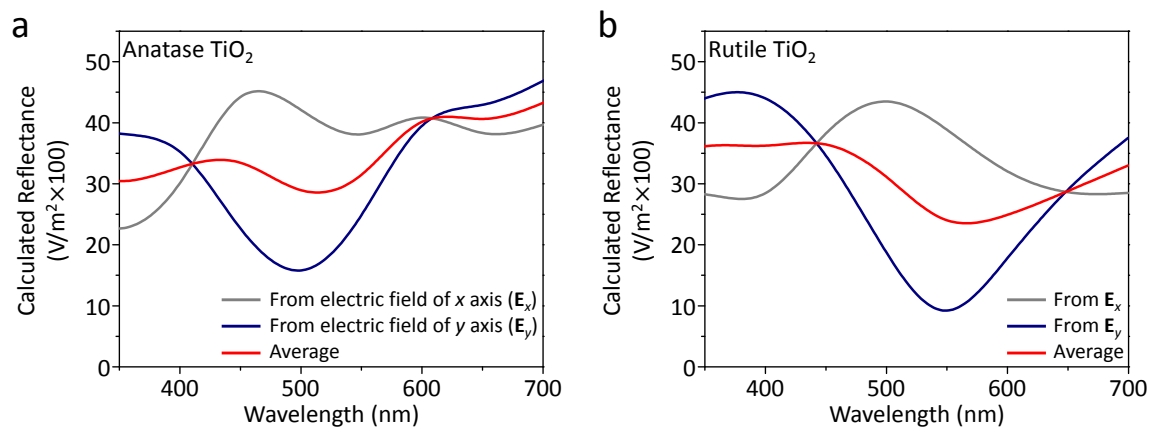 a
Anatase TiO₂
Calculated Reflectance
(V/m²×100)
50
40
30
20
10
0
From electric field of x axis (Eₓ)
From electric field of y axis (Eᵧ)
Average
400
500
600
700
Wavelength (nm)
b
Rutile TiO₂
Calculated Reflectance
(V/m²×100)
50
40
30
20
10
0
From Eₓ
From Eᵧ
Average
400
500
600
700
Wavelength (nm)